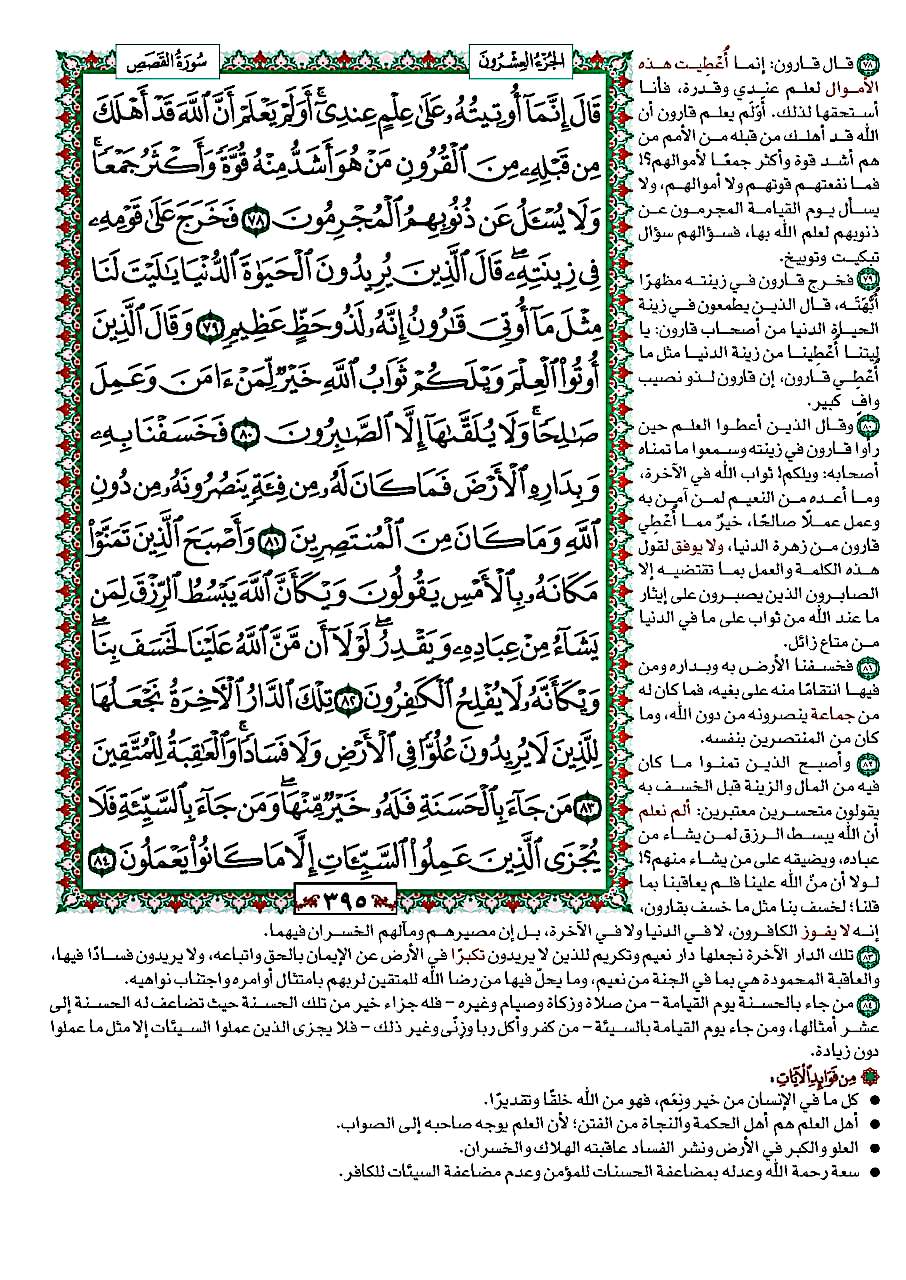 الجُزْءُ العِشْرُونَ
سُورَةُ القَصَصِ
قَالَ إِنَّمَآ أُوتِيتُهُۥ عَلَىٰ عِلْمٍ عِندِيٓۚ أَوَلَمْ يَعْلَمْ أَنَّ ٱللَّهَ قَدْ أَهْلَكَ
مِن قَبْلِهِۦ مِنَ ٱلْقُرُونِ مَنْ هُوَ أَشَدُّ مِنْهُ قُوَّةً وَأَكْثَرُ جَمْعًاۚ
وَلَا يُسْـَٔلُ عَن ذُنُوبِهِمُ ٱلْمُجْرِمُونَ ٧٨ فَخَرَجَ عَلَىٰ قَوْمِهِۦ
فِي زِينَتِهِۦۖ قَالَ ٱلَّذِينَ يُرِيدُونَ ٱلْحَيَوٰةَ ٱلدُّنْيَا يَٰلَيْتَ لَنَا
مِثْلَ مَآ أُوتِيَ قَٰرُونُ إِنَّهُۥ لَذُو حَظٍّ عَظِيمٍ ٧٩ وَقَالَ ٱلَّذِينَ
أُوتُوا۟ ٱلْعِلْمَ وَيْلَكُمْ ثَوَابُ ٱللَّهِ خَيْرٌ لِّمَنْ ءَامَنَ وَعَمِلَ
صَٰلِحًاۚ وَلَا يُلَقَّىٰهَآ إِلَّا ٱلصَّٰبِرُونَ ٨٠ فَخَسَفْنَا بِهِۦ
وَبِدَارِهِ ٱلْأَرْضَ فَمَا كَانَ لَهُۥ مِن فِئَةٍ يَنصُرُونَهُۥ مِن دُونِ
ٱللَّهِ وَمَا كَانَ مِنَ ٱلْمُنتَصِرِينَ ٨١ وَأَصْبَحَ ٱلَّذِينَ تَمَنَّوْا۟
مَكَانَهُۥ بِٱلْأَمْسِ يَقُولُونَ وَيْكَأَنَّ ٱللَّهَ يَبْسُطُ ٱلرِّزْقَ لِمَن
يَشَآءُ مِنْ عِبَادِهِۦ وَيَقْدِرُۖ لَوْلَآ أَن مَّنَّ ٱللَّهُ عَلَيْنَا لَخَسَفَ بِنَاۖ
وَيْكَأَنَّهُۥ لَا يُفْلِحُ ٱلْكَٰفِرُونَ ٨٢ تِلْكَ ٱلدَّارُ ٱلْأٓخِرَةُ نَجْعَلُهَا
لِلَّذِينَ لَا يُرِيدُونَ عُلُوًّا فِي ٱلْأَرْضِ وَلَا فَسَادًاۚ وَٱلْعَٰقِبَةُ لِلْمُتَّقِينَ
٨٣ مَن جَآءَ بِٱلْحَسَنَةِ فَلَهُۥ خَيْرٌ مِّنْهَاۖ وَمَن جَآءَ بِٱلسَّيِّئَةِ فَلَا
يُجْزَى ٱلَّذِينَ عَمِلُوا۟ ٱلسَّيِّـَٔاتِ إِلَّا مَا كَانُوا۟ يَعْمَلُونَ ٨٤
٣٩٥
٧٨ قال قارون: إنما أُعْطِيت هذه
الأموال لعلم عندي وقدرة، فأنا
أستحقها لذلك. أوَلَم يعلم قارون أن
الله قد أهلك من قبله من الأمم من
هم أشد قوة وأكثر جمعًا لأموالهم؟!
فما نفعتهم قوتهم ولا أموالهم، ولا
يسأل يوم القيامة المجرمون عن
ذنوبهم لعلم الله بها، فسؤالهم سؤال
تبكيت وتوبيخ.
٧٩ فخرج قارون في زينته مظهرًا
أُبَّهَتَه، قال الذين يطمعون في زينة
الحياة الدنيا من أصحاب قارون: يا
ليتنا أُعْطِينا من زينة الدنيا مثل ما
أُعْطِي قارون، إن قارون لذو نصيب
وافٍ كبير.
٨٠ وقال الذين أعطوا العلم حين
رأوا قارون في زينته وسمعوا ما تمناه
أصحابه: ويلكم! ثواب الله في الآخرة،
وما أعده من النعيم لمن آمن به
وعمل عملًا صالحًا، خيرٌ مما أُعْطِي
قارون من زهرة الدنيا، ولا يوفق لقول
هذه الكلمة والعمل بما تقتضيه إلا
الصابرون الذين يصبرون على إيثار
ما عند الله من ثواب على ما في الدنيا
من متاع زائل.
٨١ فخسفنا الأرض به وبداره ومن
فيها انتقامًا منه على بغيه، فما كان له
من جماعة ينصرونه من دون الله، وما
كان من المنتصرين بنفسه.
٨٢ وأصبح الذين تمنوا ما كان
فيه من المال والزينة قبل الخسف به
يقولون متحسرين معتبرين: ألم نعلم
أن الله يبسط الرزق لمن يشاء من
عباده، ويضيقه على من يشاء منهم؟!
لولا أن منّ الله علينا فلم يعاقبنا بما
قلنا؛ لخسف بنا مثل ما خسف بقارون،
إنه لا يفوز الكافرون، لا في الدنيا ولا في الآخرة، بل إن مصيرهم ومآلهم الخسران فيهما.
٨٣ تلك الدار الآخرة نجعلها دار نعيم وتكريم للذين لا يريدون تكبرًا في الأرض عن الإيمان بالحق واتباعه، ولا يريدون فسادًا فيها،
والعاقبة المحمودة هي بما في الجنة من نعيم، وما يحلّ فيها من رضا الله للمتقين لربهم بامتثال أوامره واجتناب نواهيه.
٨٤ من جاء بالحسنة يوم القيامة - من صلاة وزكاة وصيام وغيره - فله جزاء خير من تلك الحسنة حيث تضاعف له الحسنة إلى
عشر أمثالها، ومن جاء يوم القيامة بالسيئة - من كفر وأكل ربا وزِنًى وغير ذلك - فلا يجزى الذين عملوا السيئات إلا مثل ما عملوا
دون زيادة.
مِن فَوَائِدِ الْآيَاتِ:
● كل ما في الإنسان من خير ونِعَم، فهو من الله خلقًا وتقديرًا.
● أهل العلم هم أهل الحكمة والنجاة من الفتن؛ لأن العلم يوجه صاحبه إلى الصواب.
● العلو والكبر في الأرض ونشر الفساد عاقبته الهلاك والخسران.
● سعة رحمة الله وعدله بمضاعفة الحسنات للمؤمن وعدم مضاعفة السيئات للكافر.